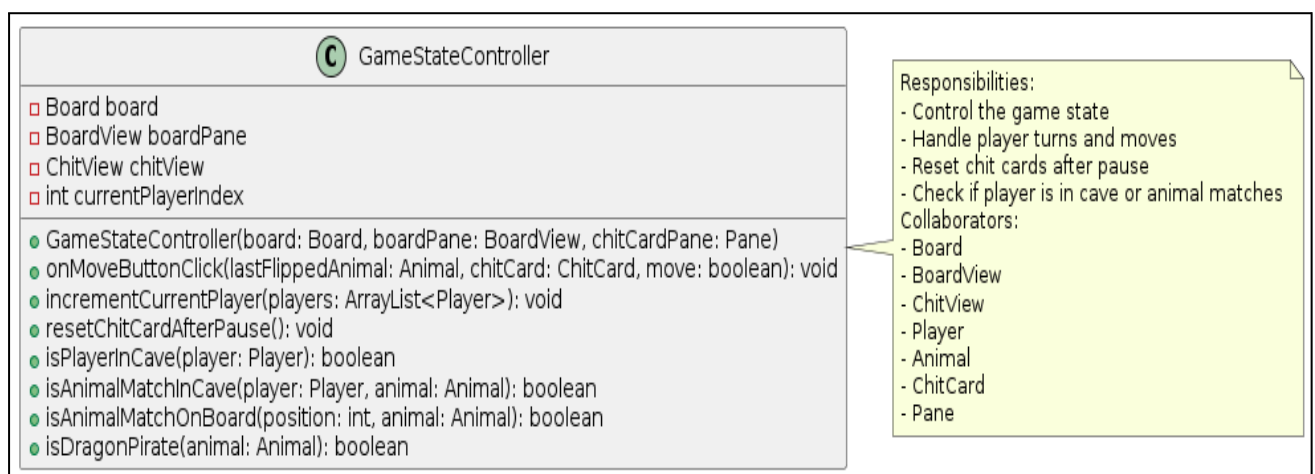 C GameStateController
Board board
BoardView boardPane
ChitView chitView
int currentPlayerIndex
GameStateController(board: Board, boardPane: BoardView, chitCardPane: Pane)
onMoveButtonClick(lastFlippedAnimal: Animal, chitCard: ChitCard, move: boolean): void
incrementCurrentPlayer(players: ArrayList<Player>): void
resetChitCardAfterPause(): void
isPlayerInCave(player: Player): boolean
isAnimalMatchInCave(player: Player, animal: Animal): boolean
isAnimalMatchOnBoard(position: int, animal: Animal): boolean
isDragonPirate(animal: Animal): boolean
Responsibilities:
- Control the game state
- Handle player turns and moves
- Reset chit cards after pause
- Check if player is in cave or animal matches
Collaborators:
- Board
- BoardView
- ChitView
- Player
- Animal
- ChitCard
- Pane